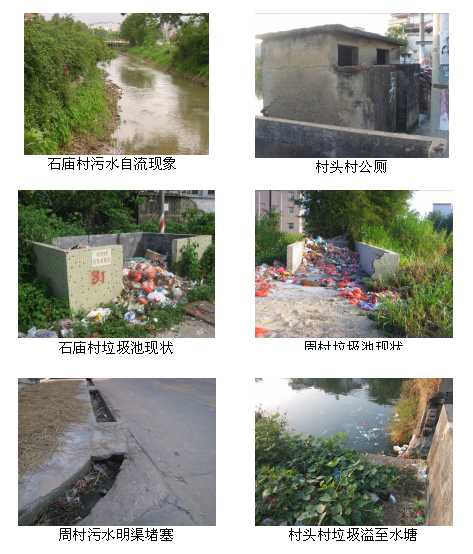 石庙村污水自流现象
村头村公厕
31
石庙村垃圾池现状
周村垃圾池现状
周村污水明渠堵塞
村头村垃圾溢至水塘